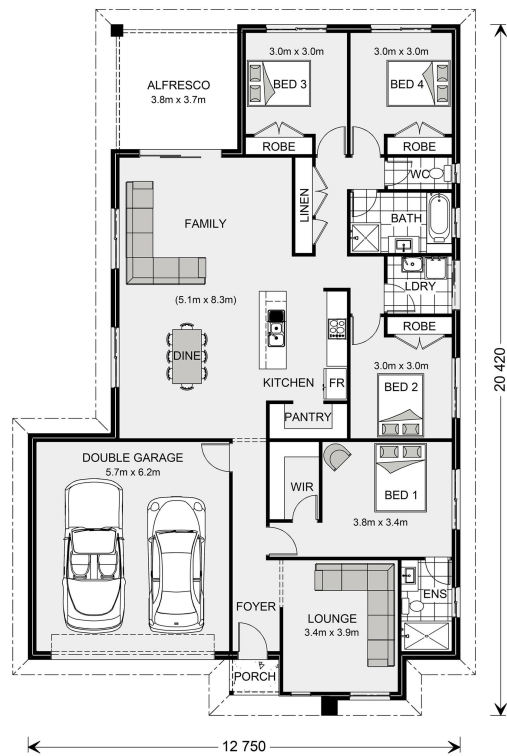 3.0m x 3.0m
BED 3
ROBE
3.0m x 3.0m
BED 4
ROBE
ALFRESCO
3.8m x 3.7m
WC
LINEN
BATH
FAMILY
LDRY
(5.1m x 8.3m)
ROBE
DINE
3.0m x 3.0m
BED 2
KITCHEN
FR
PANTRY
20 420
DOUBLE GARAGE
5.7m x 6.2m
WIR
BED 1
3.8m x 3.4m
ENS
FOYER
LOUNGE
3.4m x 3.9m
PORCH
12 750